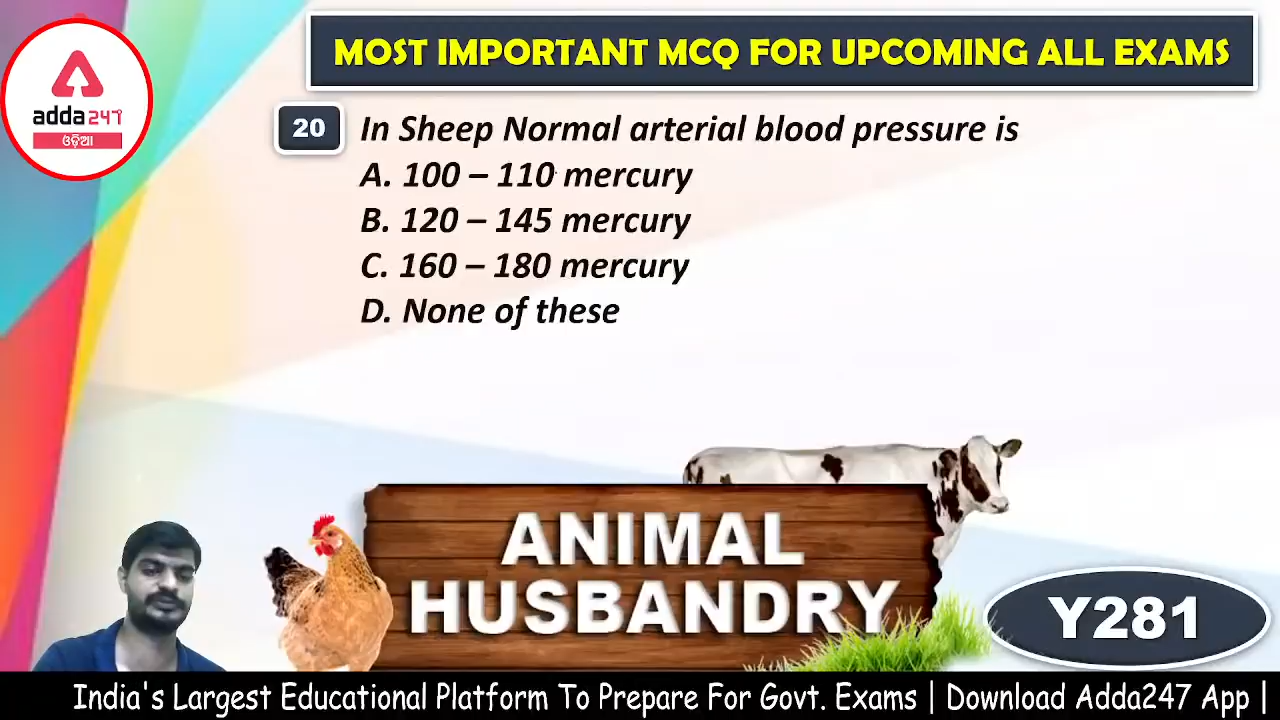 MOST IMPORTANT MCQ FOR UPCOMING ALL EXAMS
adda247
ଓଡ଼ିଆ
20 In Sheep Normal arterial blood pressure is
A. 100 – 110 mercury
B. 120 – 145 mercury
C. 160 – 180 mercury
D. None of these
ANIMAL
HUSBANDRY
Y281
India's Largest Educational Platform To Prepare For Govt. Exams | Download Adda247 App |